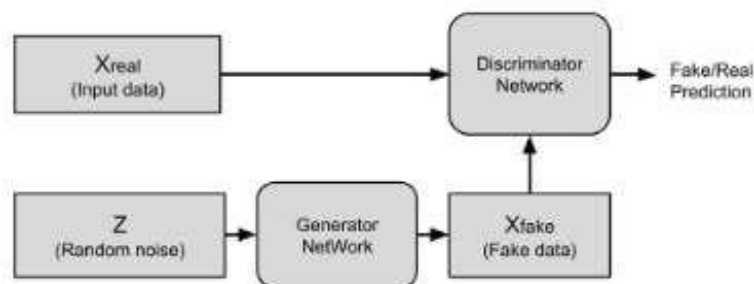 Xreal
(Input data)
Discriminator
Network
Fake/Real
Prediction
Z
(Random noise)
Generator
NetWork
Xfake
(Fake data)